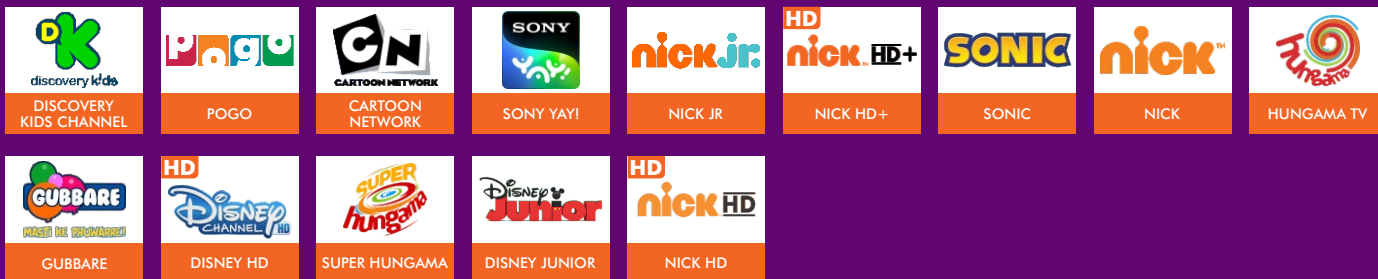 DK
discovery kids
DISCOVERY
KIDS CHANNEL
pogo
POGO
CN
CARTOON NETWORK
CARTOON
NETWORK
SONY
YAY!
SONY YAY!
nick jr.
NICK JR
HD
nick HD+
NICK HD+
SONIC
SONIC
nick™
NICK
hungama
HUNGAMA TV
GUBBARE
MASTI KE PHUWARRE!
GUBBARE
HD
DISNEY
CHANNEL HD
DISNEY HD
SUPER
hungama
SUPER HUNGAMA
DISNEY
Junior
DISNEY JUNIOR
HD
nick HD
NICK HD